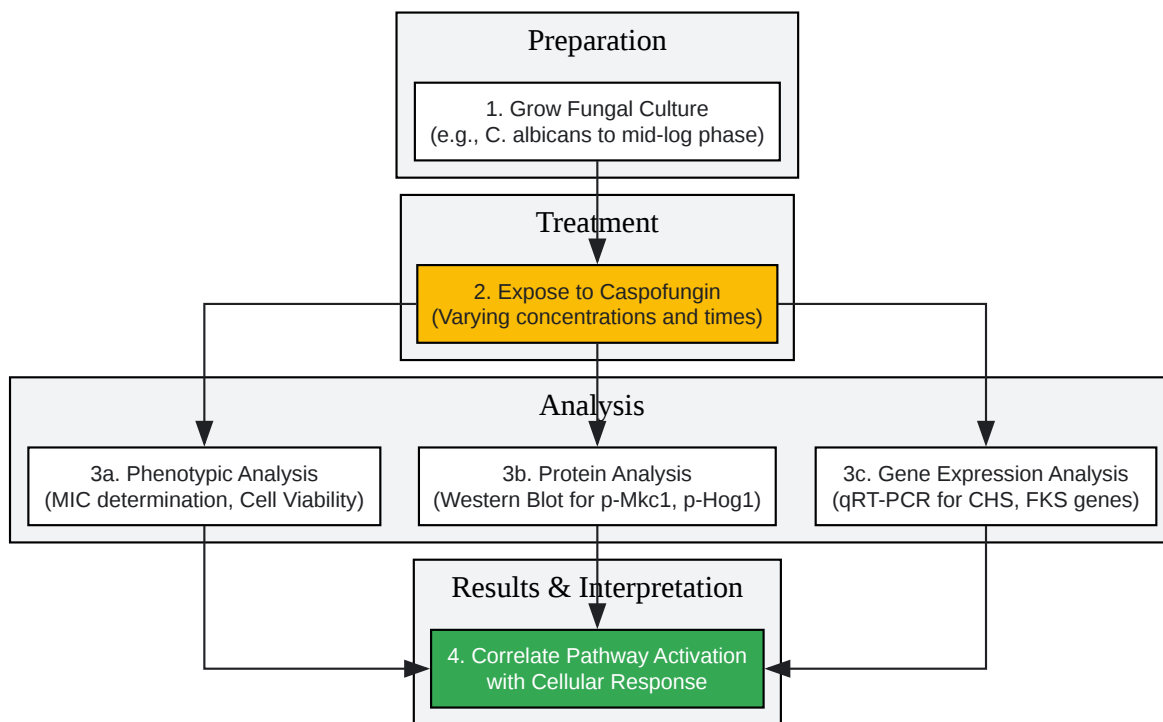 Preparation
1. Grow Fungal Culture
(e.g., C. albicans to mid-log phase)
Treatment
2. Expose to Caspofungin
(Varying concentrations and times)
Analysis
3a. Phenotypic Analysis
(MIC determination, Cell Viability)
3b. Protein Analysis
(Western Blot for p-Mkc1, p-Hog1)
3c. Gene Expression Analysis
(qRT-PCR for CHS, FKS genes)
Results & Interpretation
4. Correlate Pathway Activation
with Cellular Response